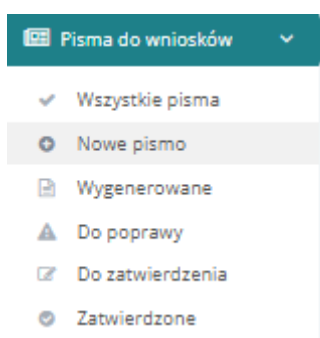 Pisma do wniosków
Wszystkie pisma
Nowe pismo
Wygenerowane
Do poprawy
Do zatwierdzenia
Zatwierdzone